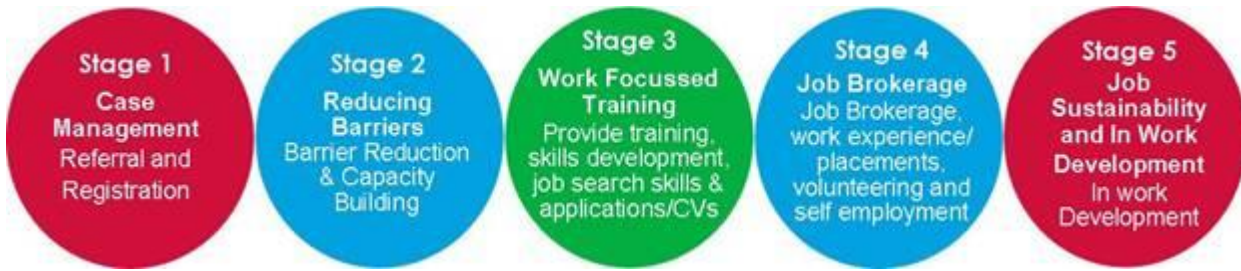 Stage 1
Case
Management
Referral and
Registration
Stage 2
Reducing
Barriers
Barrier Reduction
& Capacity
Building
Stage 3
Work Focussed
Training
Provide training,
skills development,
job search skills &
applications/CVs
Stage 4
Job Brokerage
Job Brokerage,
work experience/
placements,
volunteering and
self employment
Stage 5
Job
Sustainability
and In Work
Development
In work
Development